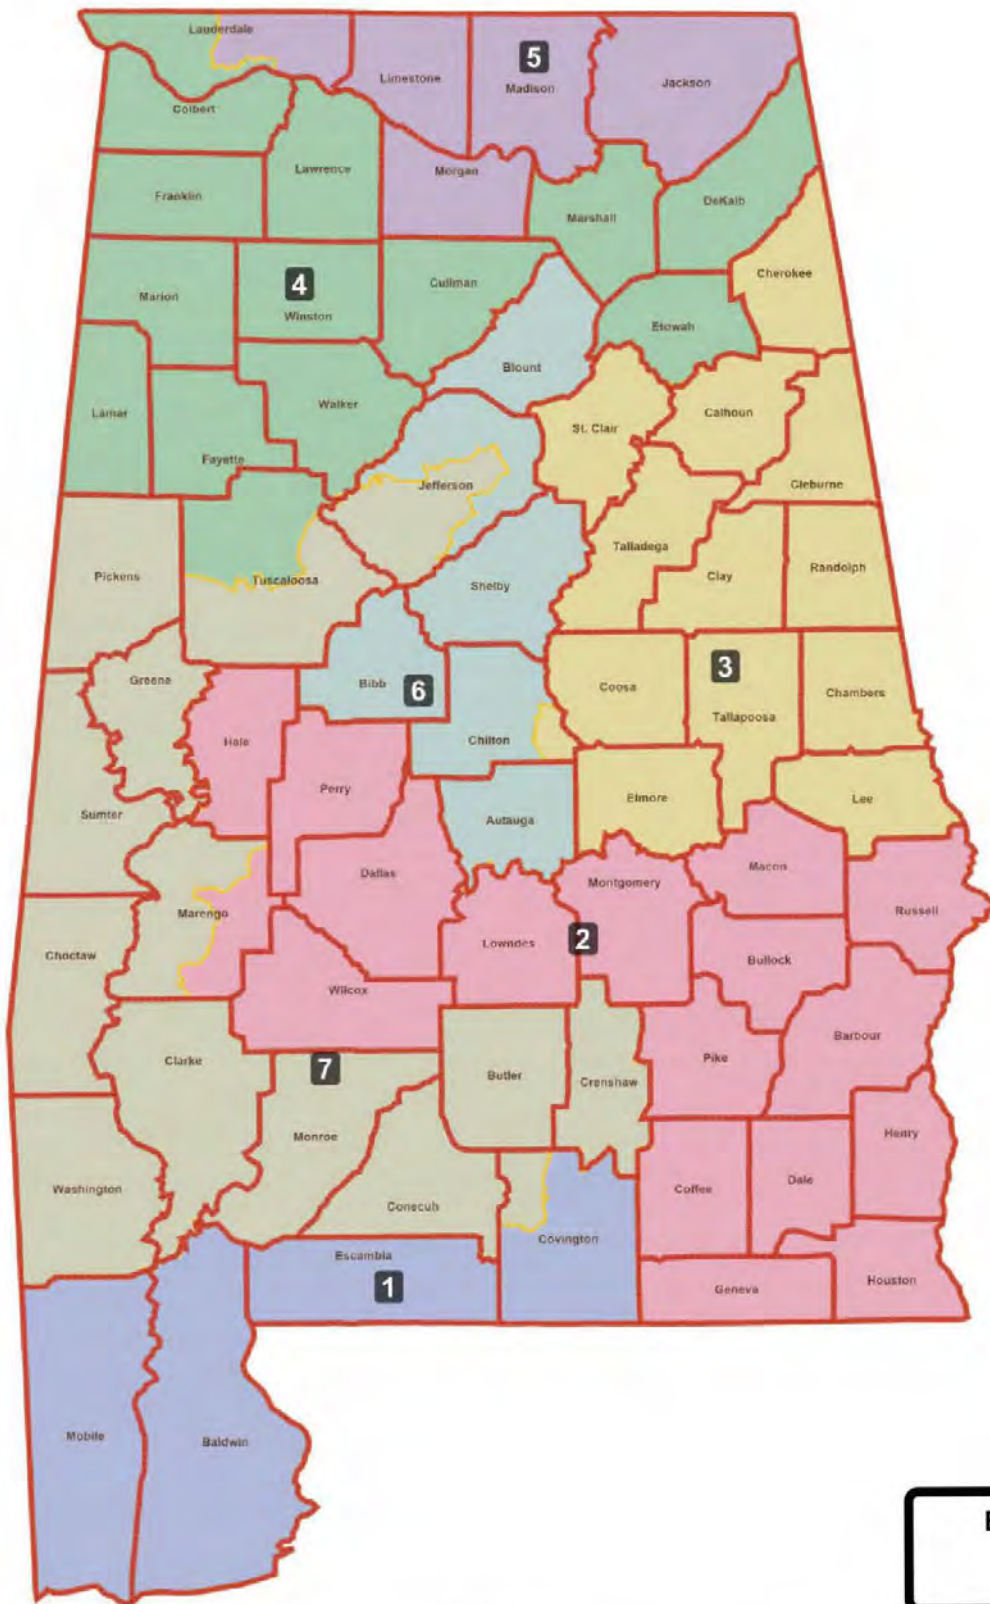 Lauderdale
Limestone
5
Madison
Jackson
Colbert
Lawrence
Morgan
Franklin
DeKalb
Marshall
Cherokee
Marion
4
Winston
Cullman
Etowah
Blount
Lamar
Walker
Calhoun
St. Clair
Fayette
Jefferson
Cleburne
Talladega
Pickens
Tuscaloosa
Shelby
Clay
Randolph
Greene
Bibb
6
Coosa
3
Tallapoosa
Chambers
Hale
Chilton
Perry
Elmore
Lee
Sumter
Autauga
Dallas
Montgomery
Macon
Marengo
Russell
Choctaw
Lowndes
2
Bullock
Wilcox
Clarke
7
Butler
Crenshaw
Pike
Barbour
Monroe
Henry
Washington
Conecuh
Coffee
Dale
Escambia
1
Covington
Geneva
Houston
Mobile
Baldwin